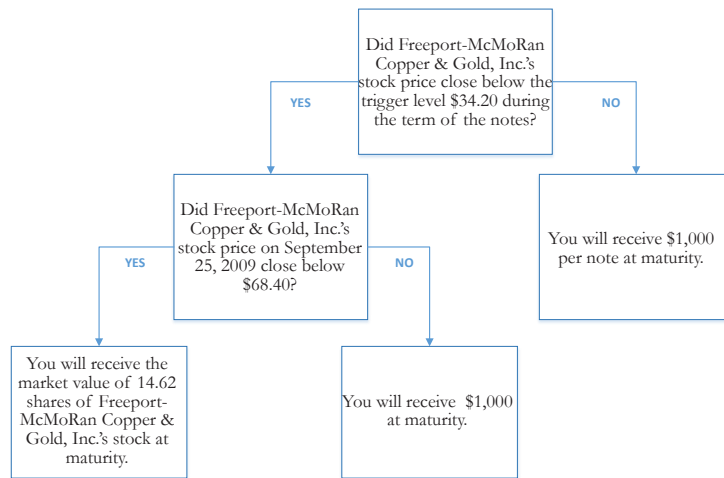 Did Freeport-McMoRan
Copper & Gold, Inc.'s
stock price close below the
trigger level $34.20 during
the term of the notes?
YES
NO
Did Freeport-McMoRan
Copper & Gold, Inc.'s
stock price on September
25, 2009 close below
$68.40?
You will receive $1,000
per note at maturity.
YES
NO
You will receive the
market value of 14.62
shares of Freeport-
McMoRan Copper &
Gold, Inc.'s stock at
maturity.
You will receive $1,000
at maturity.